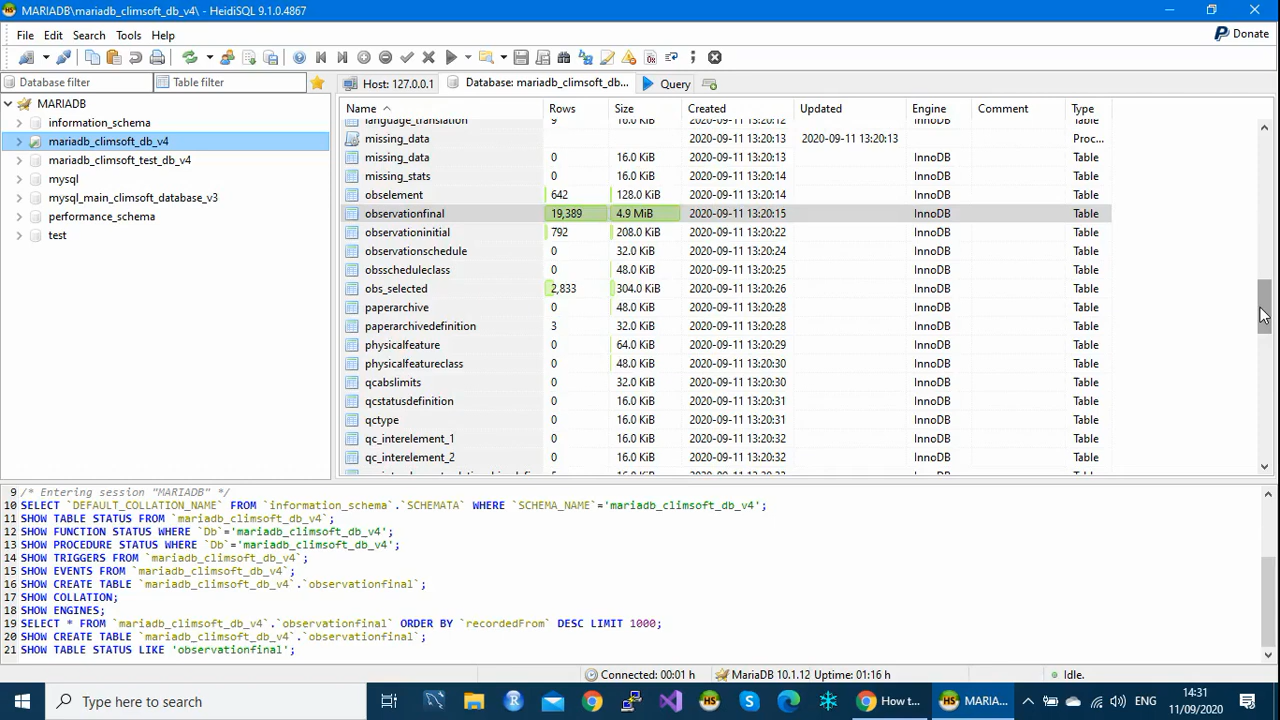 MARIADB\mariadb_climsoft_db_v4\ - HeidiSQL 9.1.0.4867
File Edit Search Tools Help
Donate
Database filter Table filter Host: 127.0.0.1 Database: mariadb_climsoft_db... Query
MARIADB
information_schema
mariadb_climsoft_db_v4
mariadb_climsoft_test_db_v4
mysql
mysql_main_climsoft_database_v3
performance_schema
test
Name Rows Size Created Updated Engine Comment Type
language_translation 9 16.0 KiB 2020-09-11 13:20:12 InnoDB Table
missing_data 2020-09-11 13:20:13 2020-09-11 13:20:13 Proc...
missing_data 0 16.0 KiB 2020-09-11 13:20:13 InnoDB Table
missing_stats 0 16.0 KiB 2020-09-11 13:20:14 InnoDB Table
obselement 642 128.0 KiB 2020-09-11 13:20:14 InnoDB Table
observationfinal 19,389 4.9 MiB 2020-09-11 13:20:15 InnoDB Table
observationinitial 792 208.0 KiB 2020-09-11 13:20:22 InnoDB Table
observationschedule 0 32.0 KiB 2020-09-11 13:20:24 InnoDB Table
obsscheduleclass 0 48.0 KiB 2020-09-11 13:20:25 InnoDB Table
obs_selected 2,833 304.0 KiB 2020-09-11 13:20:26 InnoDB Table
paperarchive 0 48.0 KiB 2020-09-11 13:20:28 InnoDB Table
paperarchivedefinition 3 32.0 KiB 2020-09-11 13:20:28 InnoDB Table
physicalfeature 0 64.0 KiB 2020-09-11 13:20:29 InnoDB Table
physicalfeatureclass 0 48.0 KiB 2020-09-11 13:20:30 InnoDB Table
qcabslimits 0 32.0 KiB 2020-09-11 13:20:30 InnoDB Table
qcstatusdefinition 0 16.0 KiB 2020-09-11 13:20:31 InnoDB Table
qctype 0 16.0 KiB 2020-09-11 13:20:31 InnoDB Table
qc_interelement_1 0 16.0 KiB 2020-09-11 13:20:32 InnoDB Table
qc_interelement_2 0 16.0 KiB 2020-09-11 13:20:32 InnoDB Table
9 /* Entering session "MARIADB" */
10 SELECT `DEFAULT_COLLATION_NAME` FROM `information_schema`.`SCHEMATA` WHERE `SCHEMA_NAME`='mariadb_climsoft_db_v4';
11 SHOW TABLE STATUS FROM `mariadb_climsoft_db_v4`;
12 SHOW FUNCTION STATUS WHERE `Db`='mariadb_climsoft_db_v4';
13 SHOW PROCEDURE STATUS WHERE `Db`='mariadb_climsoft_db_v4';
14 SHOW TRIGGERS FROM `mariadb_climsoft_db_v4`;
15 SHOW EVENTS FROM `mariadb_climsoft_db_v4`;
16 SHOW CREATE TABLE `mariadb_climsoft_db_v4`.`observationfinal`;
17 SHOW COLLATION;
18 SHOW ENGINES;
19 SELECT * FROM `mariadb_climsoft_db_v4`.`observationfinal` ORDER BY `recordedFrom` DESC LIMIT 1000;
20 SHOW CREATE TABLE `mariadb_climsoft_db_v4`.`observationfinal`;
21 SHOW TABLE STATUS LIKE 'observationfinal';
Connected: 00:01 h MariaDB 10.1.12 Uptime: 01:16 h Idle.
Type here to search How t... MARIA... ENG 14:31
11/09/2020